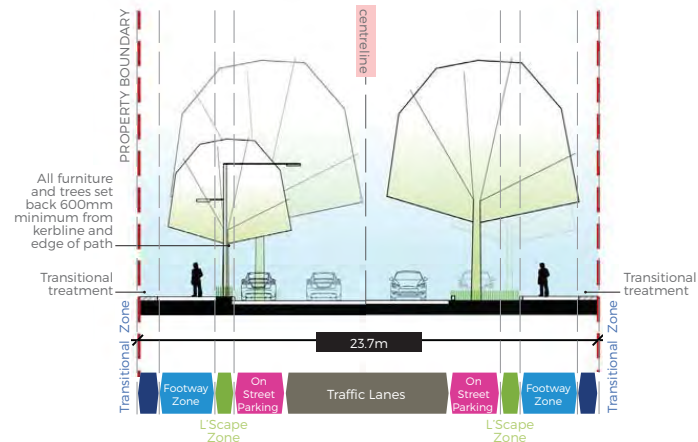 PROPERTY BOUNDARY
centreline
All furniture
and trees set
back 600mm
minimum from
kerbline and
edge of path
Transitional
treatment
Transitional
treatment
Transitional Zone
Transitional Zone
23.7m
Footway
Zone
On
Street
Parking
Traffic Lanes
On
Street
Parking
Footway
Zone
L'Scape
Zone
L'Scape
Zone